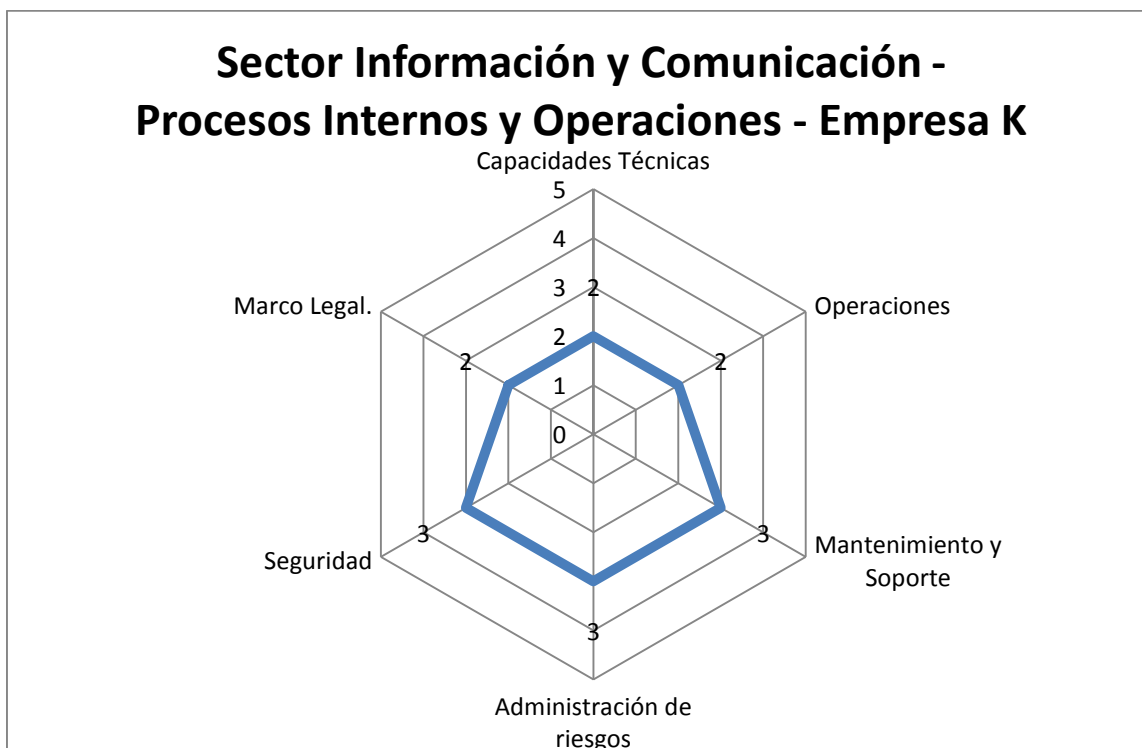 Sector Información y Comunicación -
Procesos Internos y Operaciones - Empresa K
Capacidades Técnicas
5
4
3 2
2
1
0
Marco Legal.
Operaciones
2 2
Seguridad
3 3
Mantenimiento y
Soporte
3
Administración de
riesgos